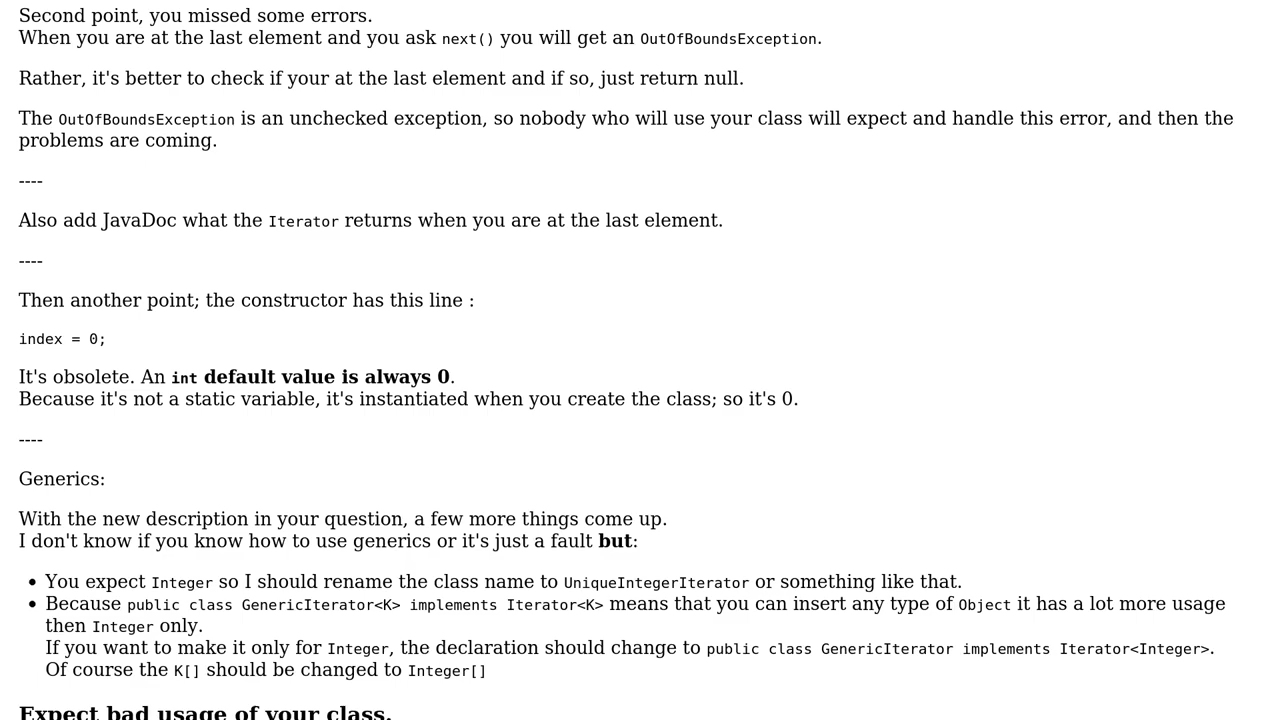 Second point, you missed some errors.
When you are at the last element and you ask next() you will get an OutOfBoundsException.
Rather, it's better to check if your at the last element and if so, just return null.
The OutOfBoundsException is an unchecked exception, so nobody who will use your class will expect and handle this error, and then the
problems are coming.
----
Also add JavaDoc what the Iterator returns when you are at the last element.
----
Then another point; the constructor has this line :
index = 0;
It's obsolete. An int default value is always 0.
Because it's not a static variable, it's instantiated when you create the class; so it's 0.
----
Generics:
With the new description in your question, a few more things come up.
I don't know if you know how to use generics or it's just a fault but:
• You expect Integer so I should rename the class name to UniqueIntegerIterator or something like that.
• Because public class GenericIterator<K> implements Iterator<K> means that you can insert any type of Object it has a lot more usage
then Integer only.
If you want to make it only for Integer, the declaration should change to public class GenericIterator implements Iterator<Integer>.
Of course the K[] should be changed to Integer[]
Expect bad usage of your class.